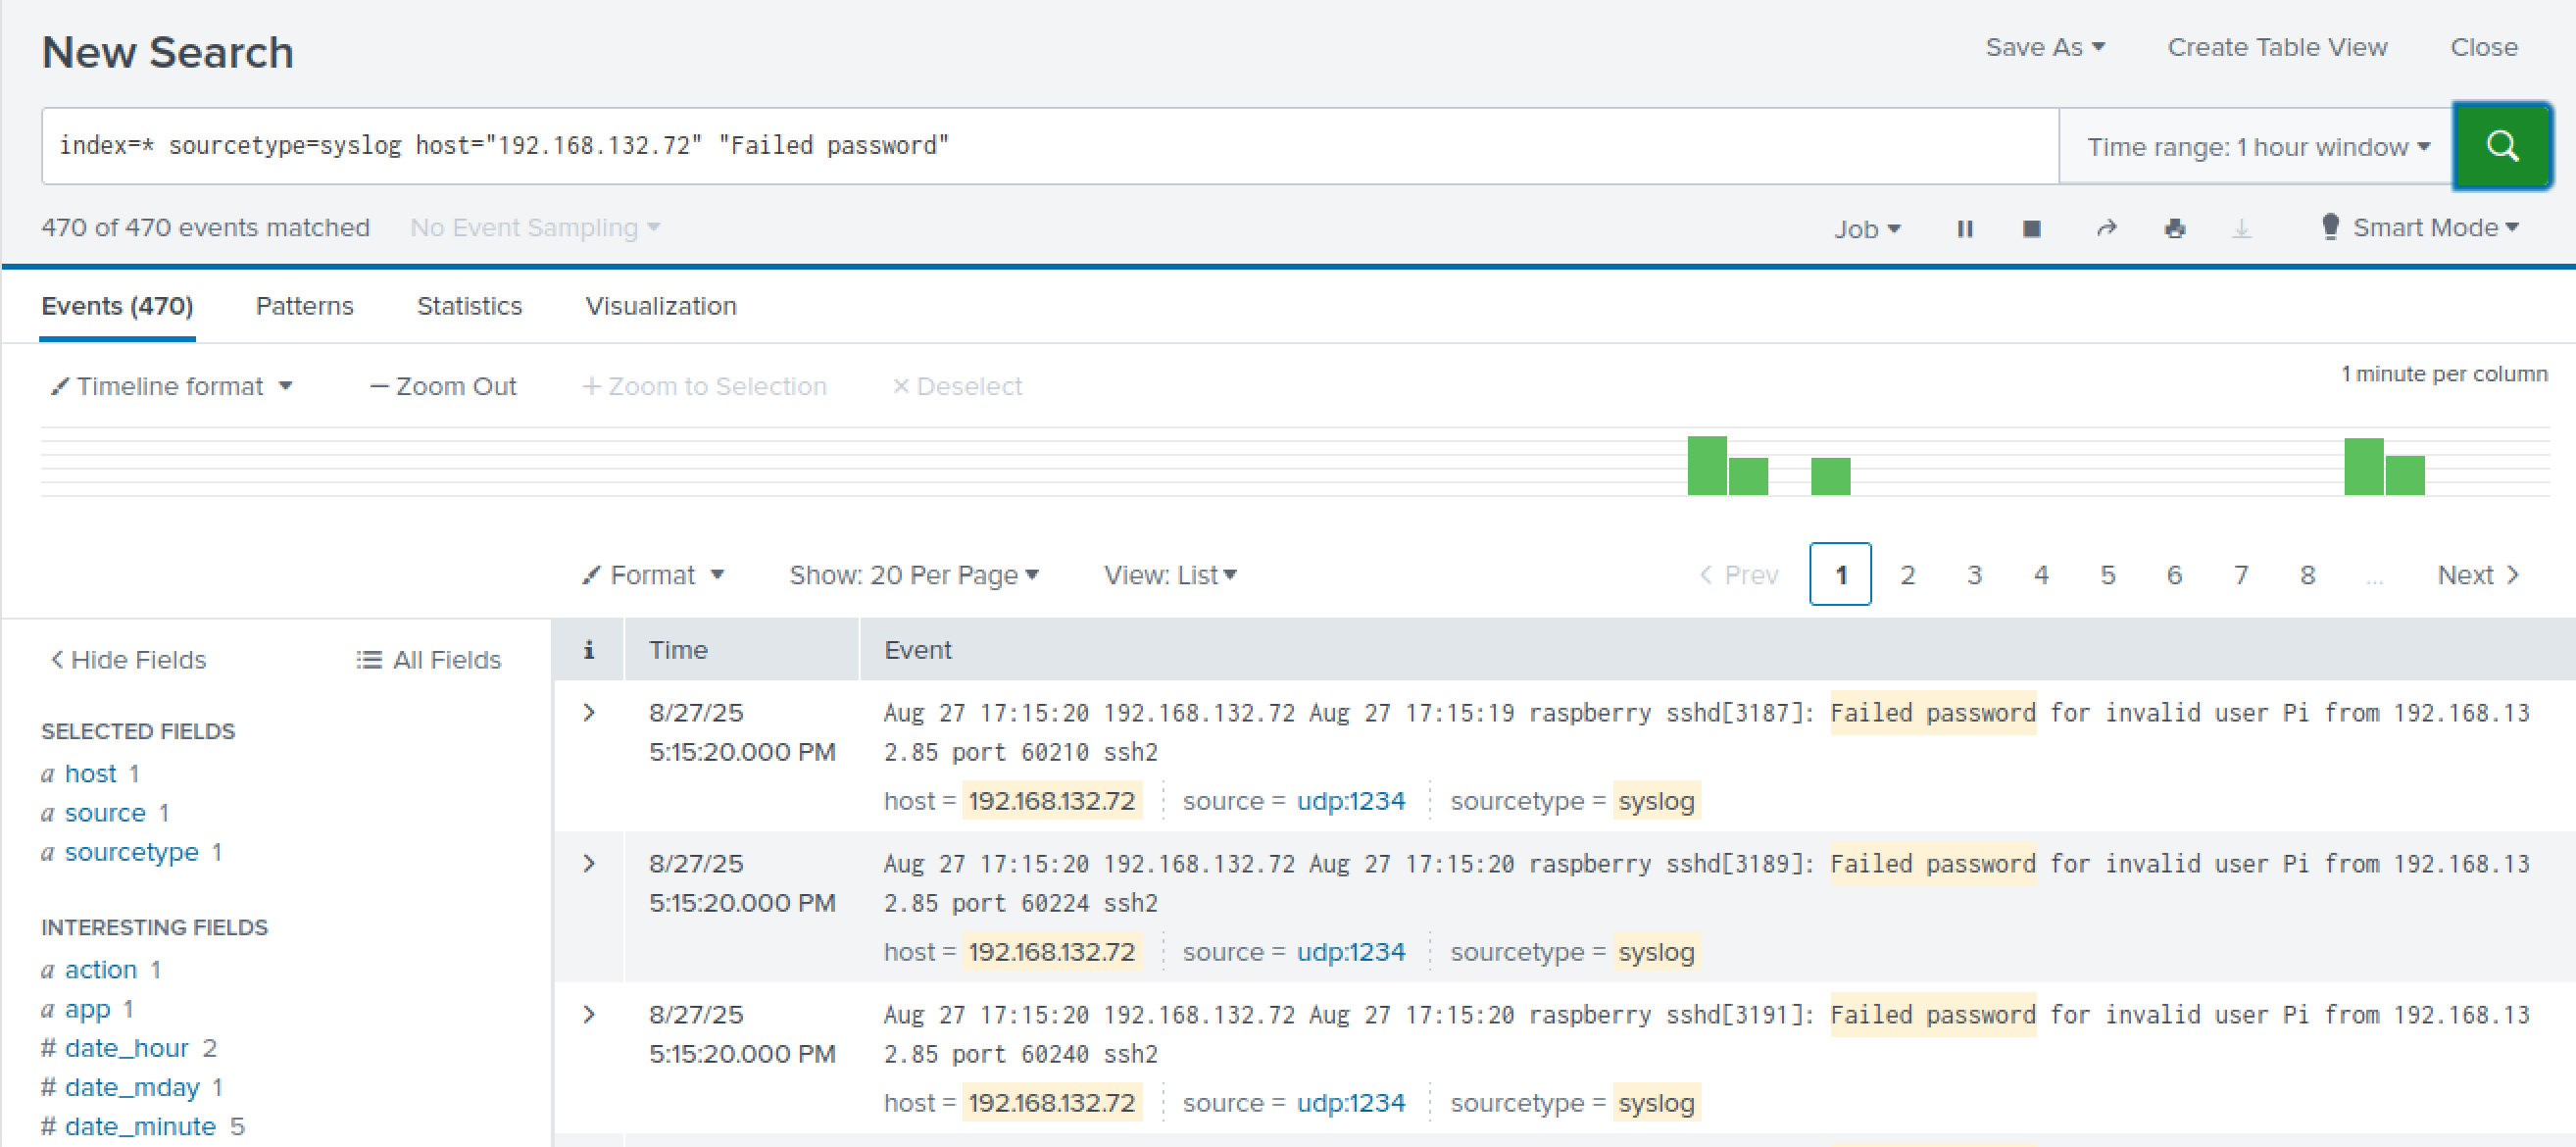 New Search
Save As
Create Table View
Close
index=* sourcetype=syslog host="192.168.132.72" "Failed password"
Time range: 1 hour window
470 of 470 events matched
No Event Sampling
Job
Smart Mode
Events (470)
Patterns
Statistics
Visualization
Timeline format
— Zoom Out
+ Zoom to Selection
× Deselect
1 minute per column
Format
Show: 20 Per Page
View: List
< Prev
1
2
3
4
5
6
7
8
...
Next >
< Hide Fields
All Fields
SELECTED FIELDS
a host 1
a source 1
a sourcetype 1
INTERESTING FIELDS
a action 1
a app 1
# date_hour 2
# date_mday 1
# date_minute 5
i
Time
Event
>
8/27/25
5:15:20.000 PM
Aug 27 17:15:20 192.168.132.72 Aug 27 17:15:19 raspberry sshd[3187]: Failed password for invalid user Pi from 192.168.13
2.85 port 60210 ssh2
host = 192.168.132.72
source = udp:1234
sourcetype = syslog
>
8/27/25
5:15:20.000 PM
Aug 27 17:15:20 192.168.132.72 Aug 27 17:15:20 raspberry sshd[3189]: Failed password for invalid user Pi from 192.168.13
2.85 port 60224 ssh2
host = 192.168.132.72
source = udp:1234
sourcetype = syslog
>
8/27/25
5:15:20.000 PM
Aug 27 17:15:20 192.168.132.72 Aug 27 17:15:20 raspberry sshd[3191]: Failed password for invalid user Pi from 192.168.13
2.85 port 60240 ssh2
host = 192.168.132.72
source = udp:1234
sourcetype = syslog